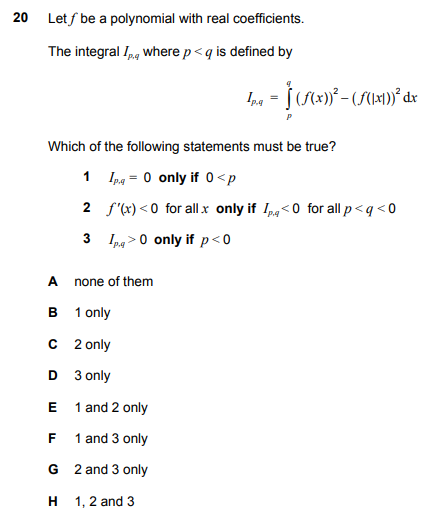 20 Let f be a polynomial with real coefficients.
The integral I_{p,q} where p < q is defined by
I_{p,q} = ∫_p^q (f(x))² – (f(|x|))² dx
Which of the following statements must be true?
1 I_{p,q} = 0 only if 0 < p
2 f ′(x) < 0 for all x only if I_{p,q} < 0 for all p < q < 0
3 I_{p,q} > 0 only if p < 0
A none of them
B 1 only
C 2 only
D 3 only
E 1 and 2 only
F 1 and 3 only
G 2 and 3 only
H 1, 2 and 3